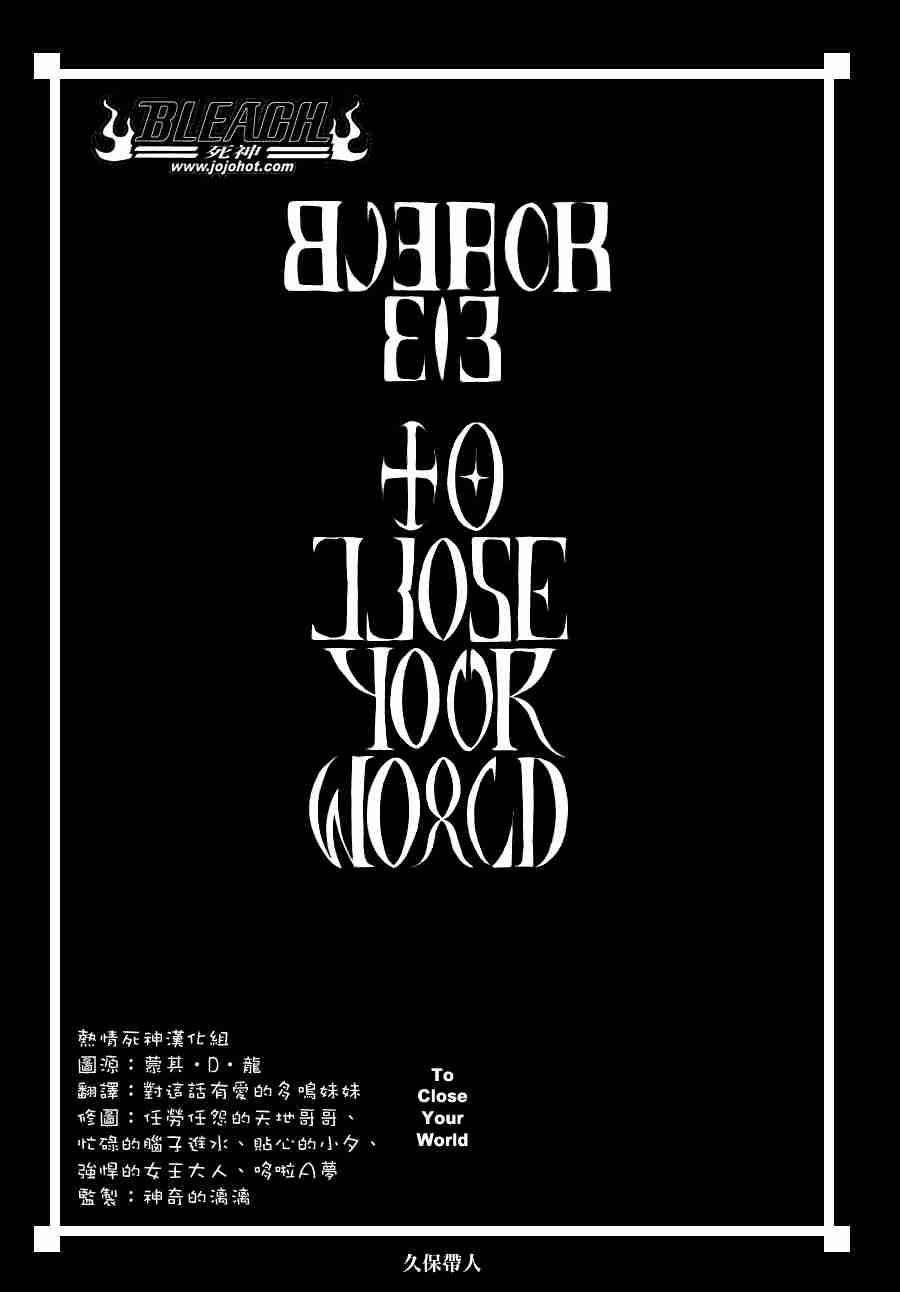 BLEACH
死神
www.jojohot.com
BLEACH
TO
CLOSE
YOUR
WORLD
熱情死神漢化組
圖源：蒙其·D·龍
翻譯：對這話有愛的多嗚妹妹
修圖：任勞任怨的天地哥哥、
忙碌的腦子進水、貼心的小夕、
強悍的女王大人、哆啦A夢
監製：神奇的漓漓
To
Close
Your
World
久保帶人